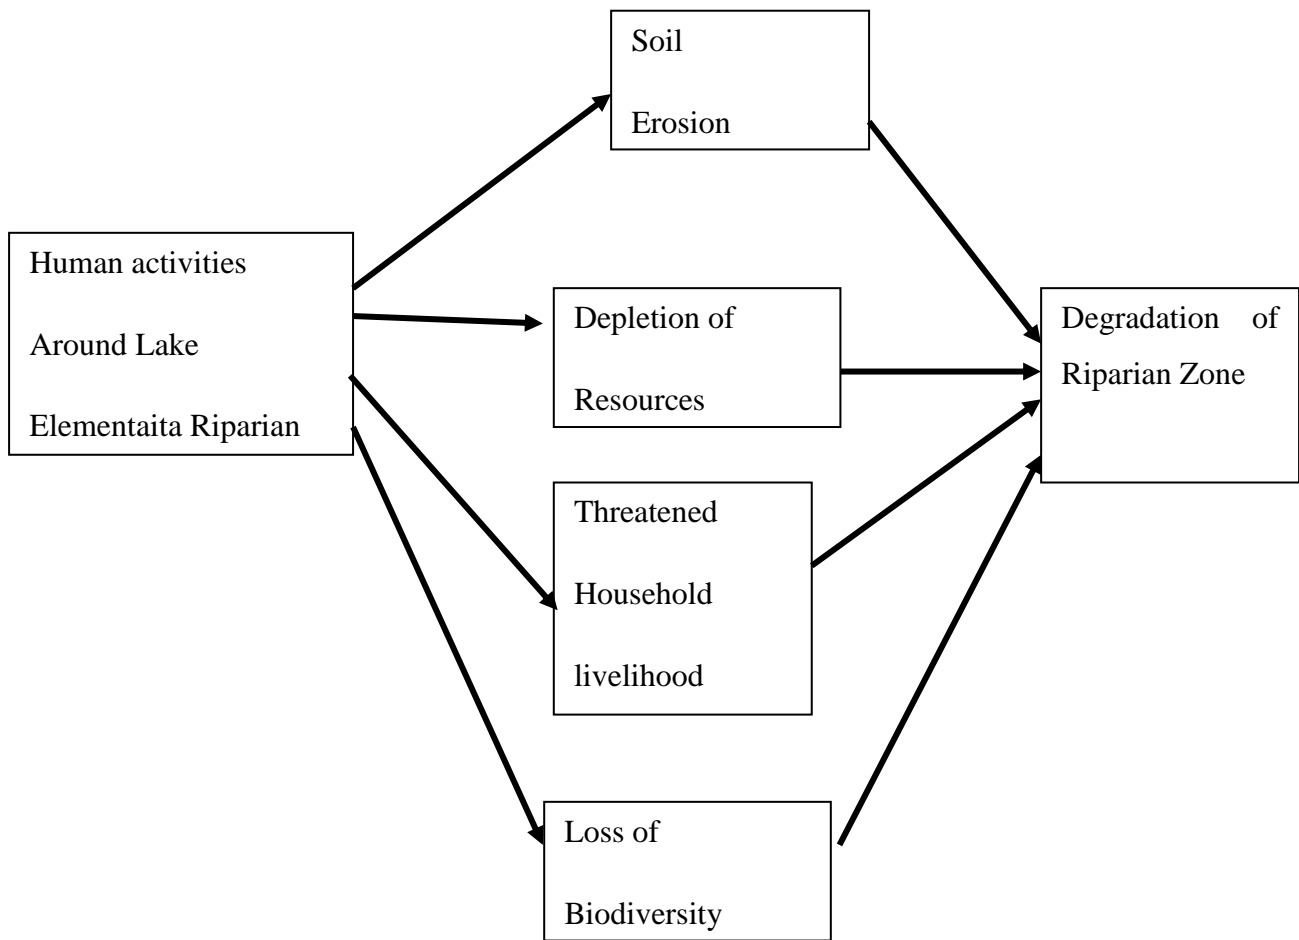 Soil
Erosion
Human activities
Around Lake
Elementaita Riparian
Depletion of
Resources
Degradation of
Riparian Zone
Threatened
Household
livelihood
Loss of
Biodiversity